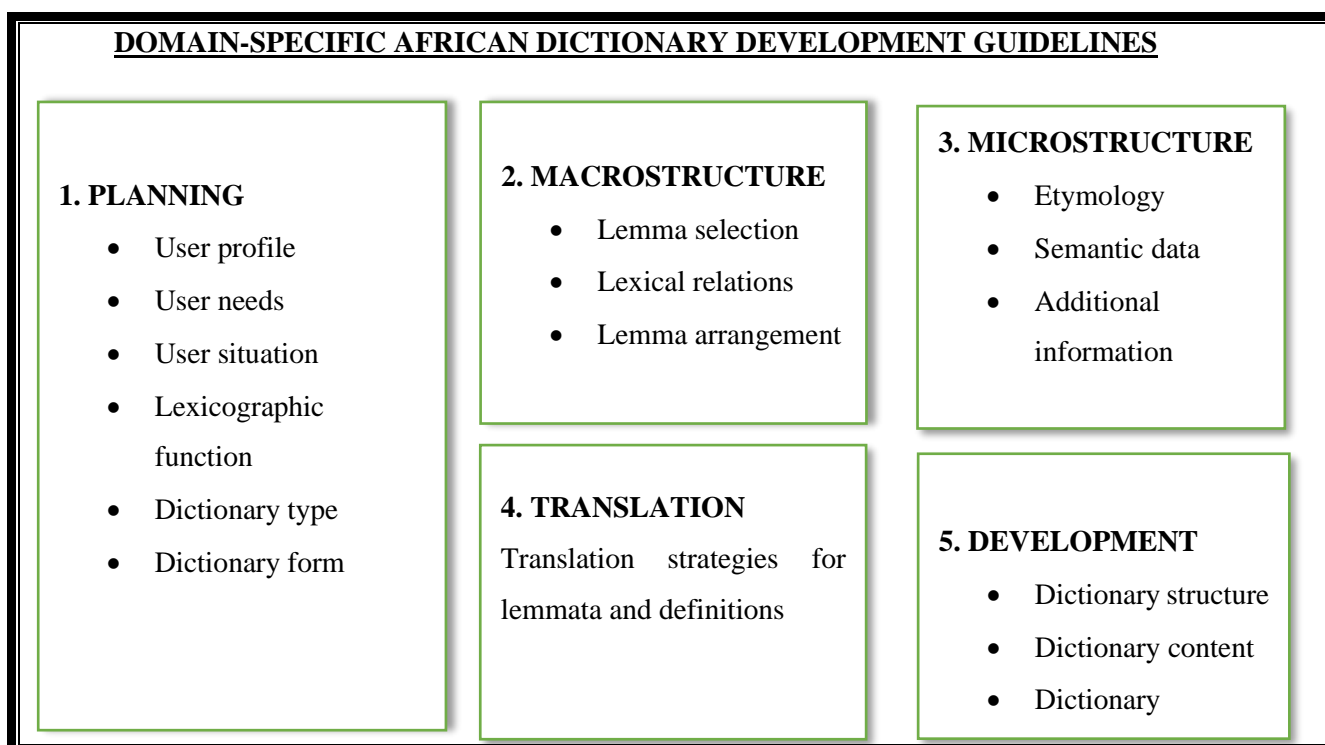 DOMAIN-SPECIFIC AFRICAN DICTIONARY DEVELOPMENT GUIDELINES
1. PLANNING
• User profile
• User needs
• User situation
• Lexicographic
function
• Dictionary type
• Dictionary form
2. MACROSTRUCTURE
• Lemma selection
• Lexical relations
• Lemma arrangement
3. MICROSTRUCTURE
• Etymology
• Semantic data
• Additional
information
4. TRANSLATION
Translation strategies for
lemmata and definitions
5. DEVELOPMENT
• Dictionary structure
• Dictionary content
• Dictionary